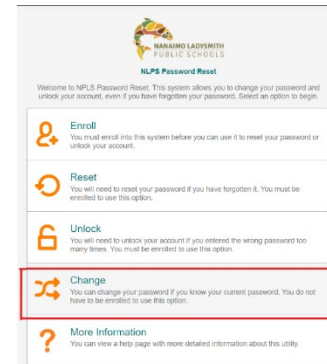 NANAIMO LADYSMITH
PUBLIC SCHOOLS
NLPS Password Reset
Welcome to NPLS Password Reset. This system allows you to change your password and
unlock your account, even if you have forgotten your password. Select an option to begin.
Enroll
You must enroll into this system before you can use it to reset your password or
unlock your account.
Reset
You will need to reset your password if you have forgotten it. You must be
enrolled to use this option.
Unlock
You will need to unlock your account if you entered the wrong password too
many times. You must be enrolled to use this option.
Change
You can change your password if you know your current password. You do not
have to be enrolled to use this option.
More Information
You can view a help page with more detailed information about this utility.